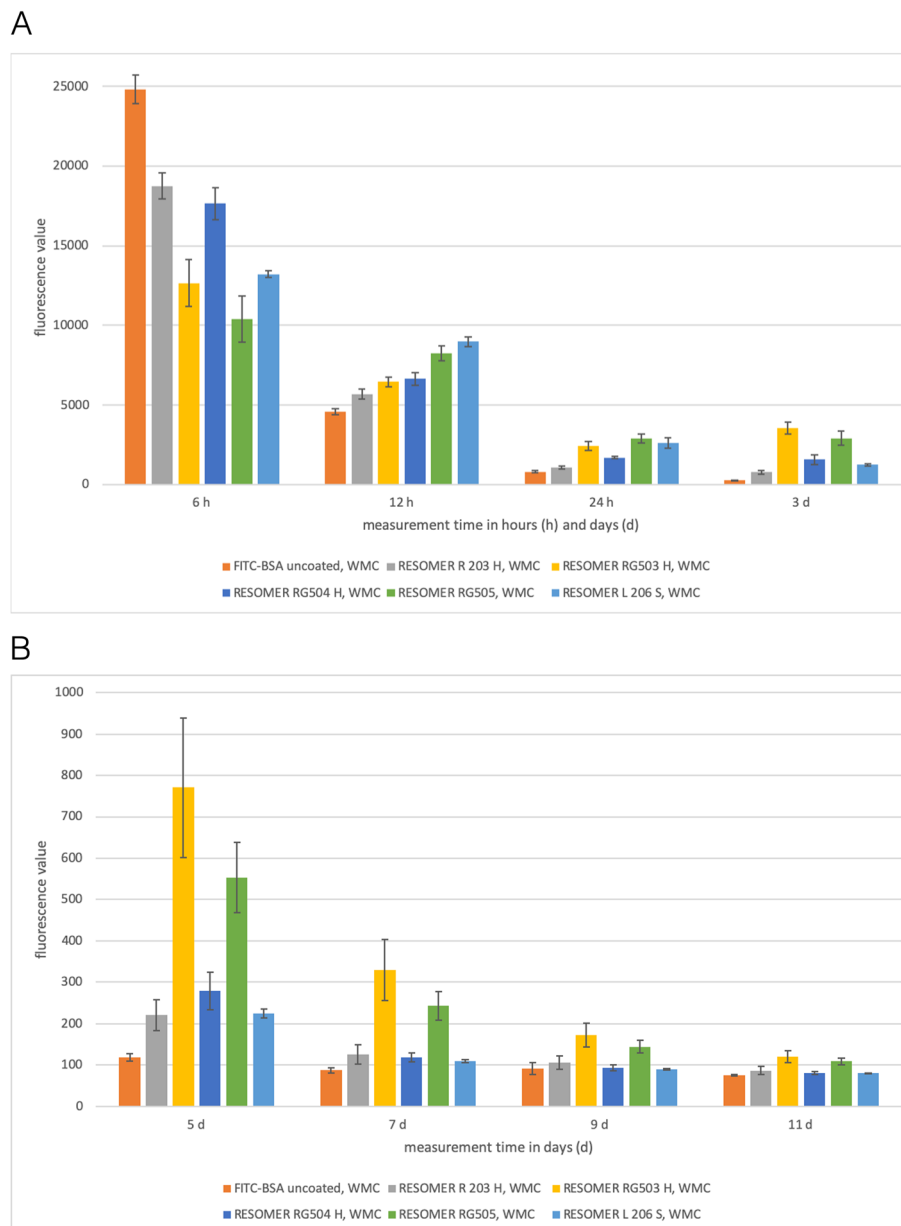 A
25000
20000
15000
10000
5000
0
fluorescence value
6 h 12 h 24 h 3 d
measurement time in hours (h) and days (d)
FITC-BSA uncoated, WMC RESOMER R 203 H, WMC RESOMER RG503 H, WMC
RESOMER RG504 H, WMC RESOMER RG505, WMC RESOMER L 206 S, WMC
B
1000
900
800
700
600
500
400
300
200
100
0
fluorescence value
5 d 7 d 9 d 11 d
measurement time in days (d)
FITC-BSA uncoated, WMC RESOMER R 203 H, WMC RESOMER RG503 H, WMC
RESOMER RG504 H, WMC RESOMER RG505, WMC RESOMER L 206 S, WMC